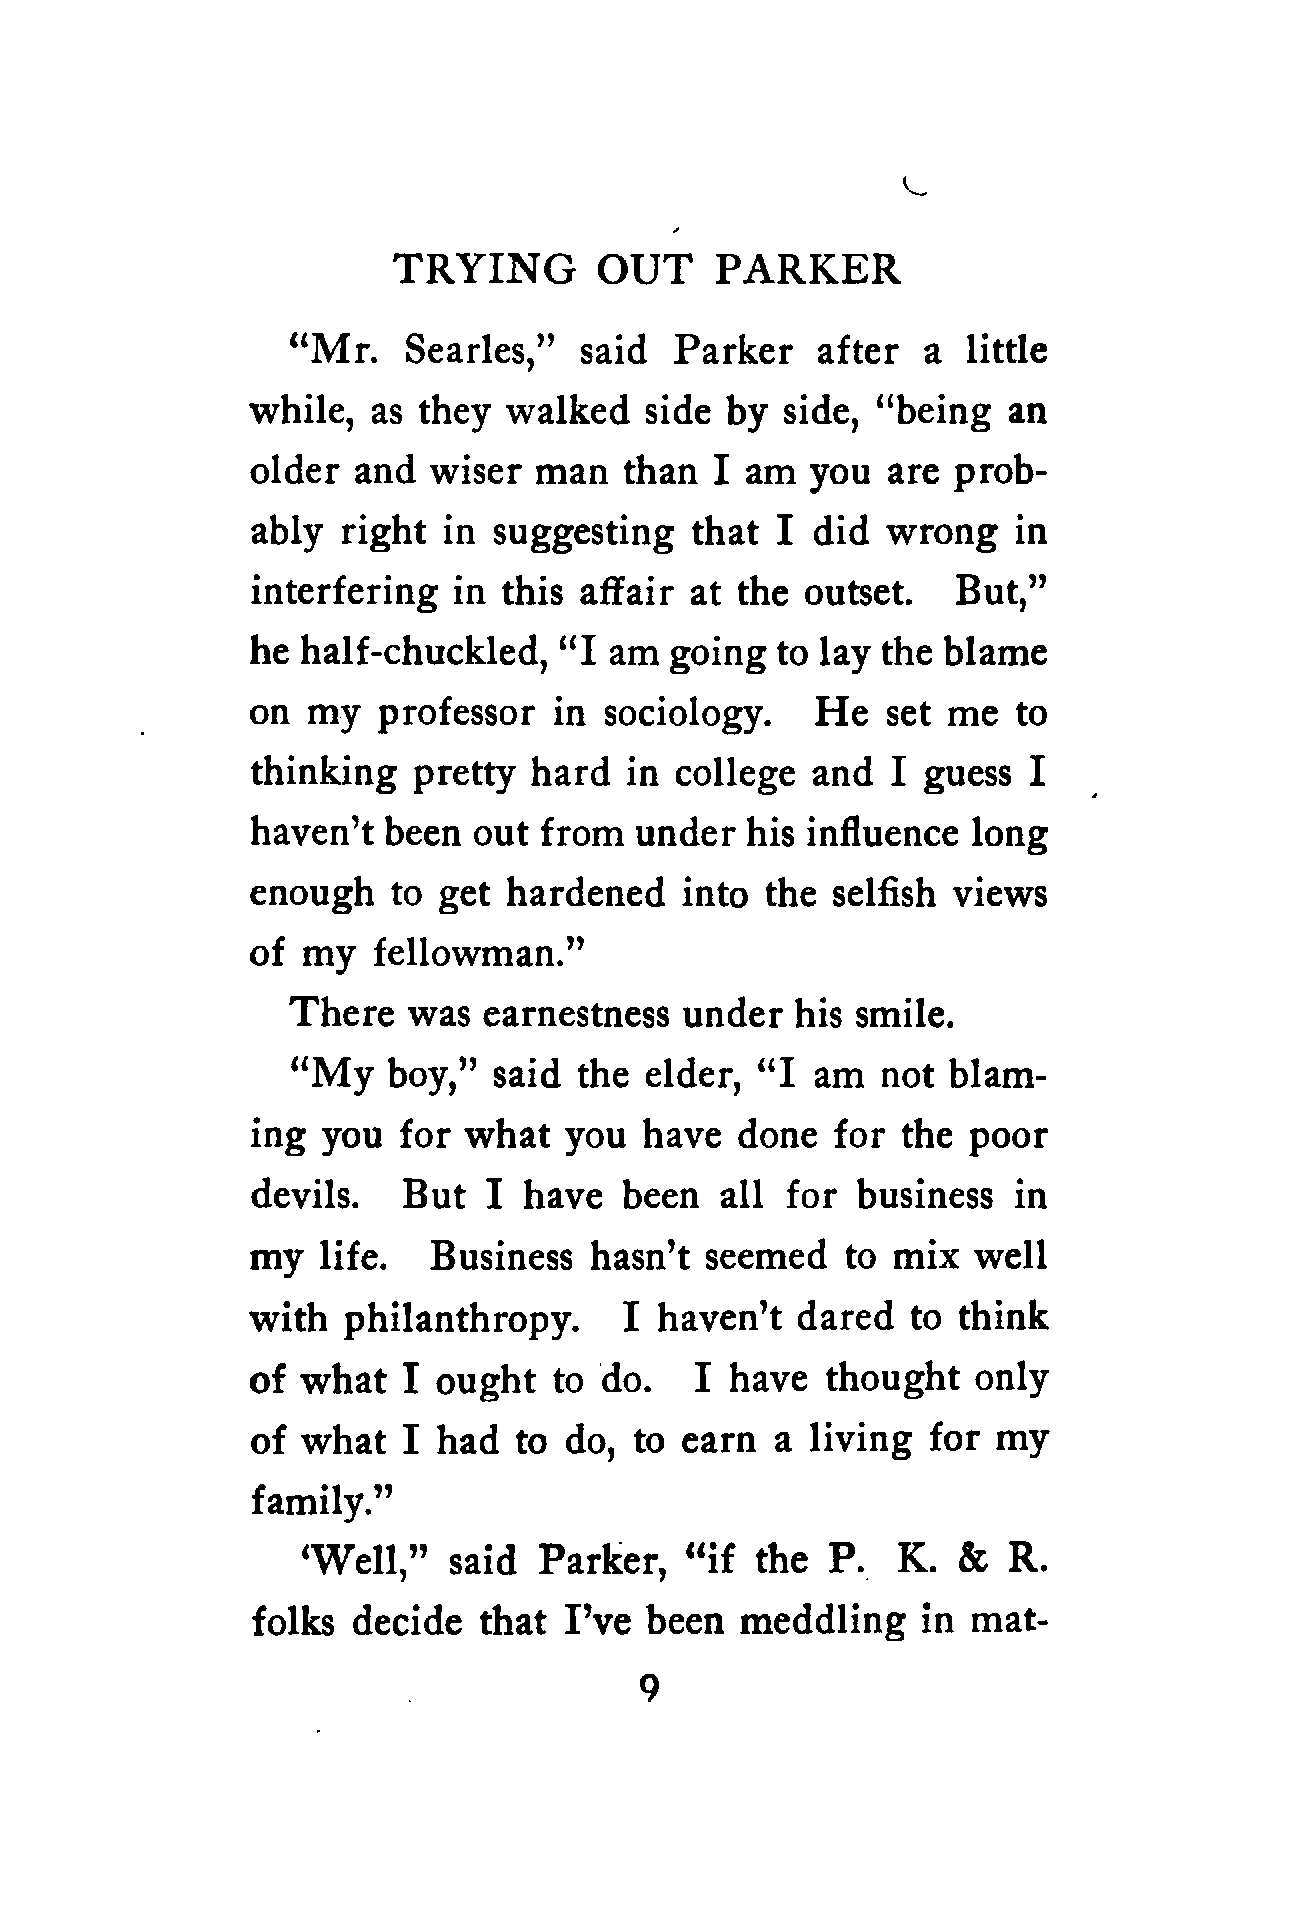 TRYING OUT PARKER
“Mr. Searles,” said Parker after a little
while, as they walked side by side, “being an
older and wiser man than I am you are prob-
ably right in suggesting that I did wrong in
interfering in this affair at the outset. But,”
he half-chuckled, “I am going to lay the blame
on my professor in sociology. He set me to
thinking pretty hard in college and I guess I
haven’t been out from under his influence long
enough to get hardened into the selfish views
of my fellowman.”
There was earnestness under his smile.
“My boy,” said the elder, “I am not blam-
ing you for what you have done for the poor
devils. But I have been all for business in
my life. Business hasn’t seemed to mix well
with philanthropy. I haven’t dared to think
of what I ought to do. I have thought only
of what I had to do, to earn a living for my
family.”
‘Well,” said Parker, “if the P. K. & R.
folks decide that I’ve been meddling in mat-
9